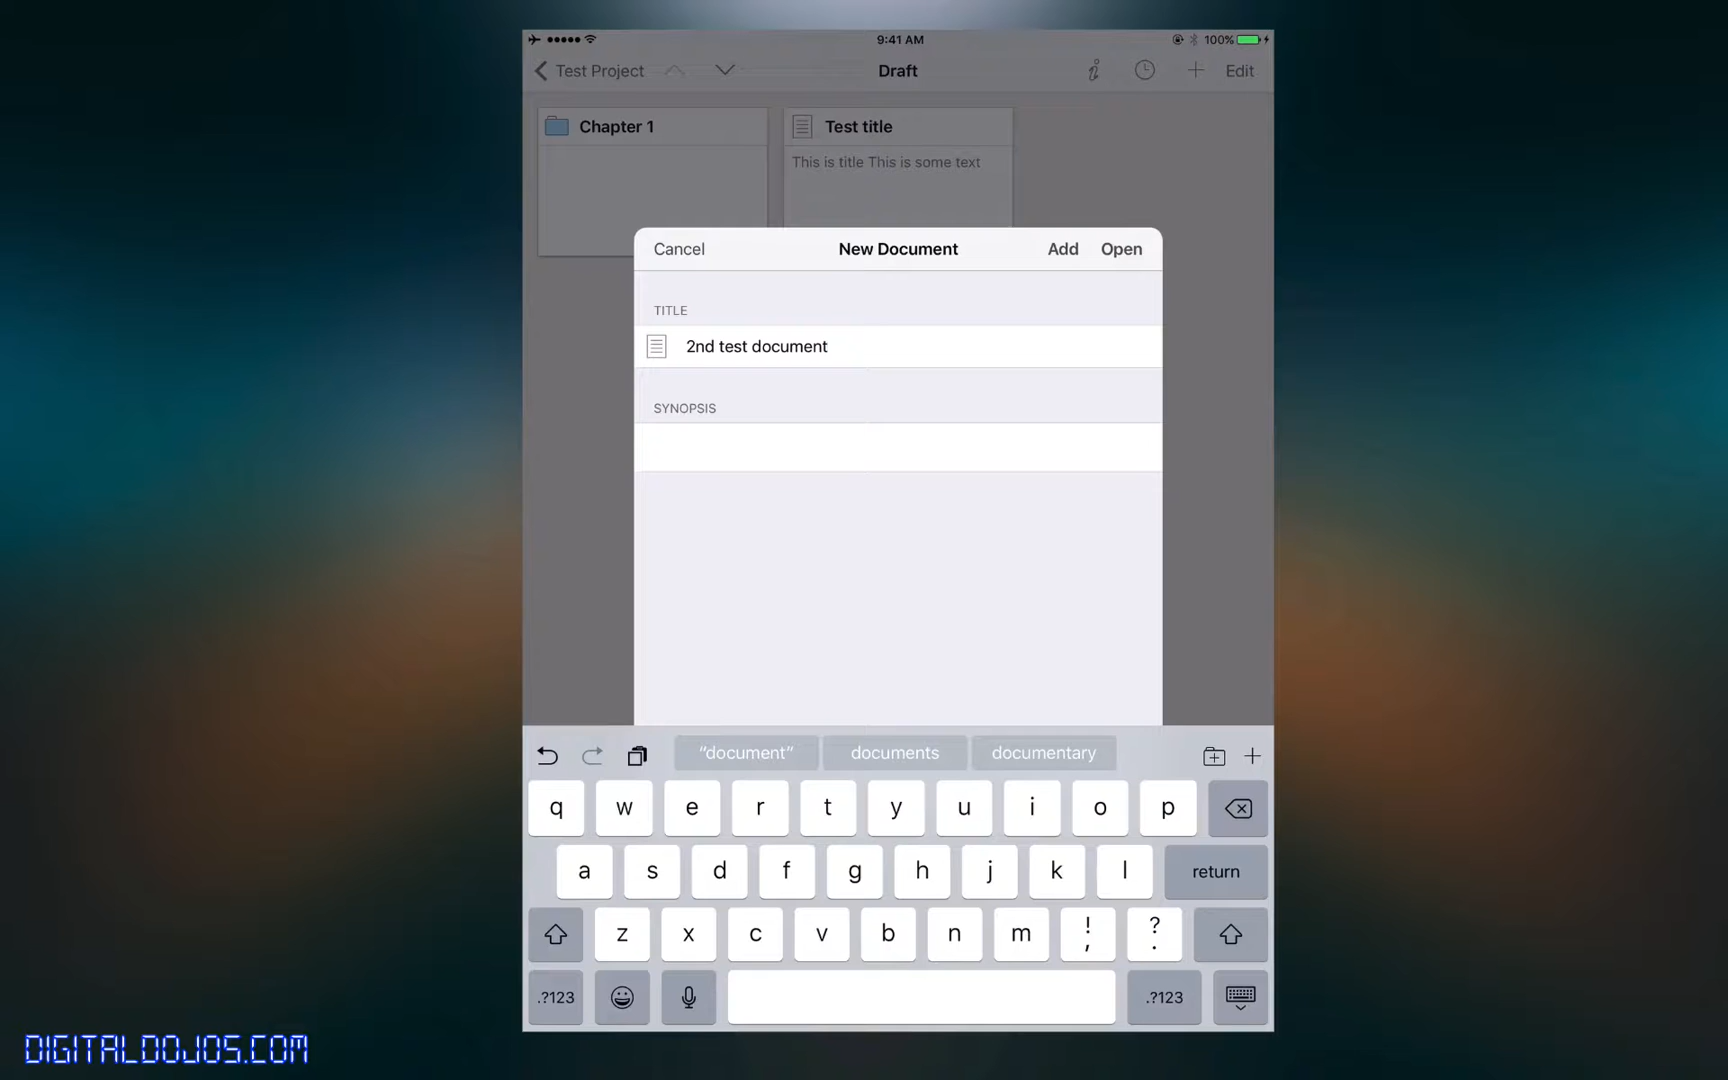 9:41 AM
100%
Test Project
Draft
Edit
Chapter 1
Test title
This is title This is some text
Cancel
New Document
Add
Open
TITLE
2nd test document
SYNOPSIS
“document”
documents
documentary
q w e r t y u i o p
a s d f g h j k l return
z x c v b n m ! , ? .
.?123
.?123
DIGITALDOJOS.COM